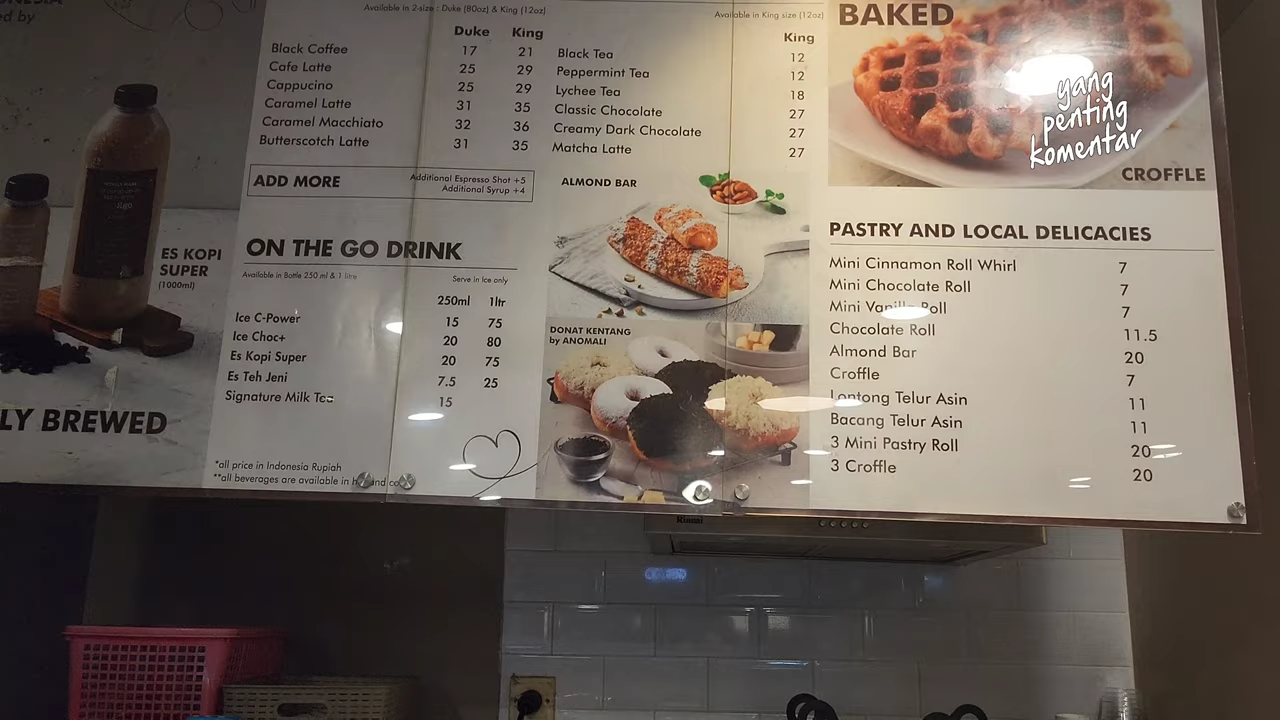 ed by
ES KOPI
SUPER
(1000ml)
LY BREWED
Available in 2-size : Duke (80oz) & King (12oz)
Duke King
Black Coffee 17 21
Cafe Latte 25 29
Cappucino 25 29
Caramel Latte 31 35
Caramel Macchiato 32 36
Butterscotch Latte 31 35
ADD MORE
Additional Espresso Shot +5
Additional Syrup +4
ON THE GO DRINK
Available in Bottle 250 ml & 1 litre
Serve in Ice only
250ml 1ltr
Ice C-Power 15 75
Ice Choc+ 20 80
Es Kopi Super 20 75
Es Teh Jeni 7.5 25
Signature Milk Tea 15
*all price in Indonesia Rupiah
**all beverages are available in
Available in King size (12oz)
King
Black Tea 12
Peppermint Tea 12
Lychee Tea 18
Classic Chocolate 27
Creamy Dark Chocolate 27
Matcha Latte 27
ALMOND BAR
DONAT KENTANG
by ANOMALI
BAKED
yang
penting
komentar
CROFFLE
PASTRY AND LOCAL DELICACIES
Mini Cinnamon Roll Whirl 7
Mini Chocolate Roll 7
Mini Vanilla Roll 7
Chocolate Roll 11.5
Almond Bar 20
Croffle 7
Lontong Telur Asin 11
Bacang Telur Asin 11
3 Mini Pastry Roll 20
3 Croffle 20
Rinnai